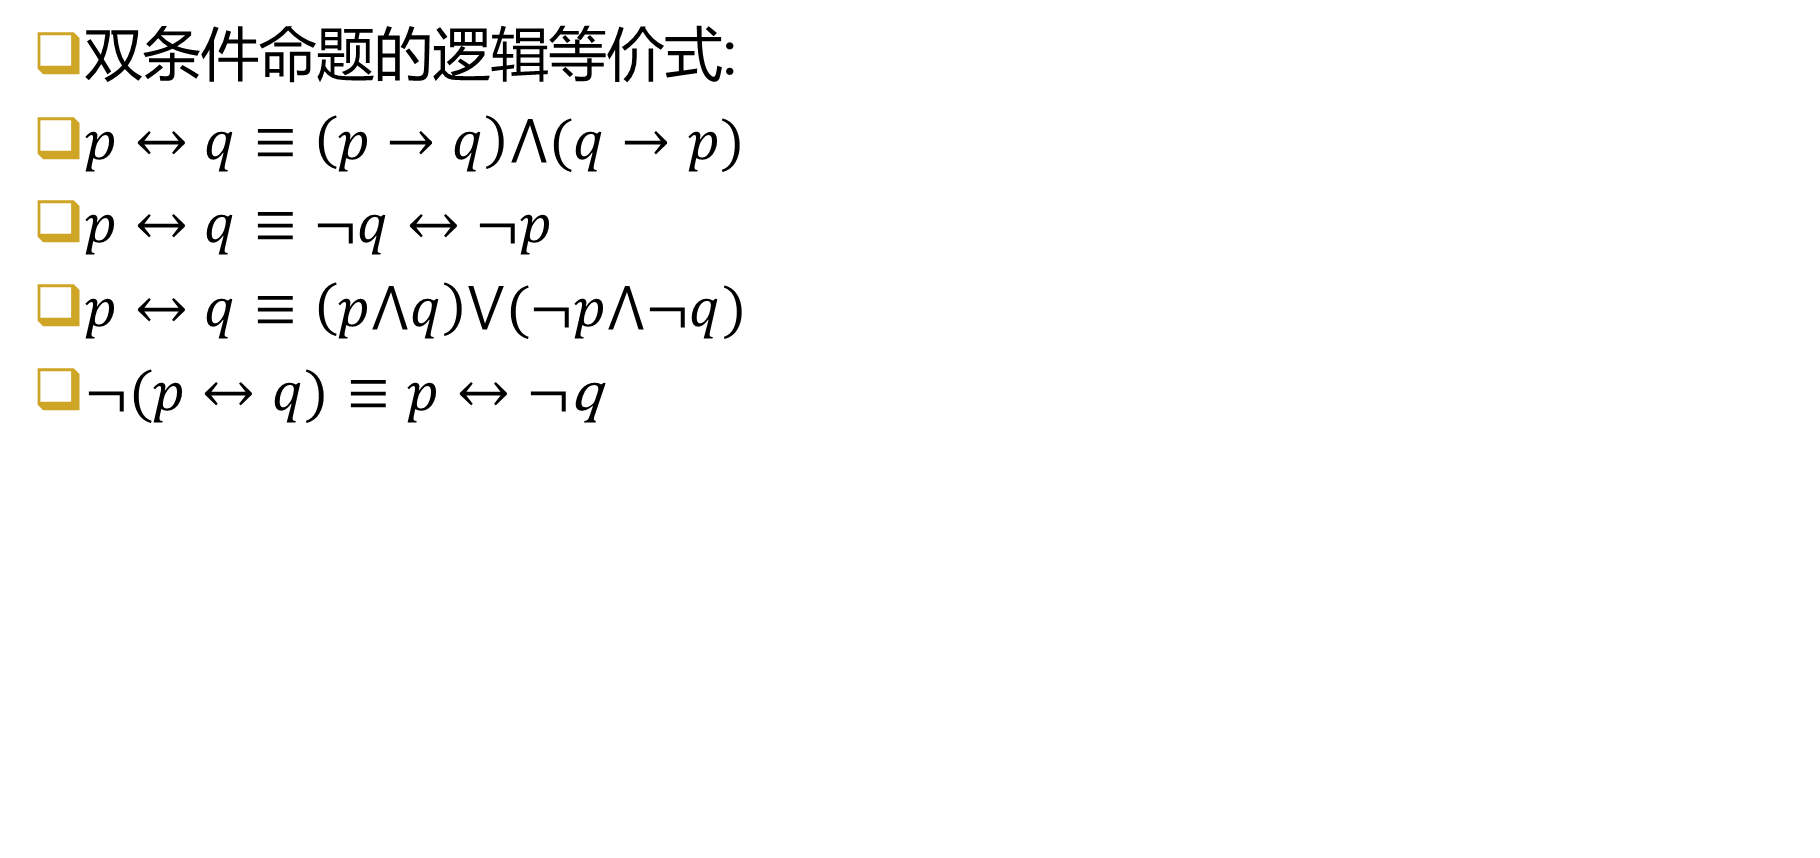 ❑双条件命题的逻辑等价式:
❑p ↔ q ≡ (p → q)∧(q → p)
❑p ↔ q ≡ ¬q ↔ ¬p
❑p ↔ q ≡ (p∧q)∨(¬p∧¬q)
❑¬(p ↔ q) ≡ p ↔ ¬q